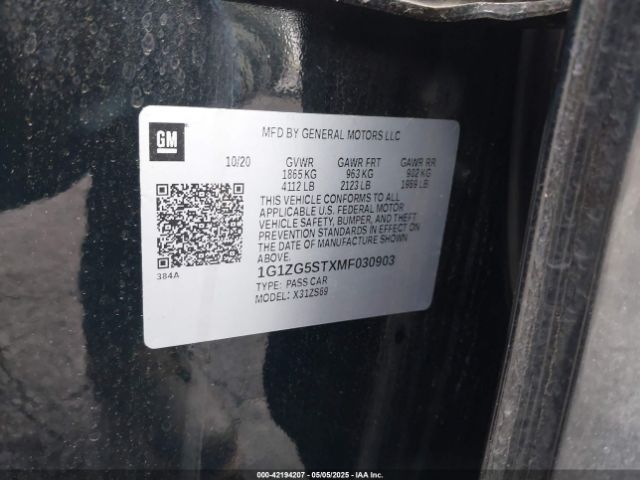 GM
MFD BY GENERAL MOTORS LLC
10/20 GVWR GAWR FRT GAWR RR
1865 KG 963 KG 902 KG
4112 LB 2123 LB 1989 LB
THIS VEHICLE CONFORMS TO ALL
APPLICABLE U.S. FEDERAL MOTOR
VEHICLE SAFETY, BUMPER, AND THEFT
PREVENTION STANDARDS IN EFFECT ON
THE DATE OF MANUFACTURE SHOWN
ABOVE.
384A
1G1ZG5STXMF030903
TYPE: PASS CAR
MODEL: X31ZS69
000-42194207 - 05/05/2025 - IAAI.COM